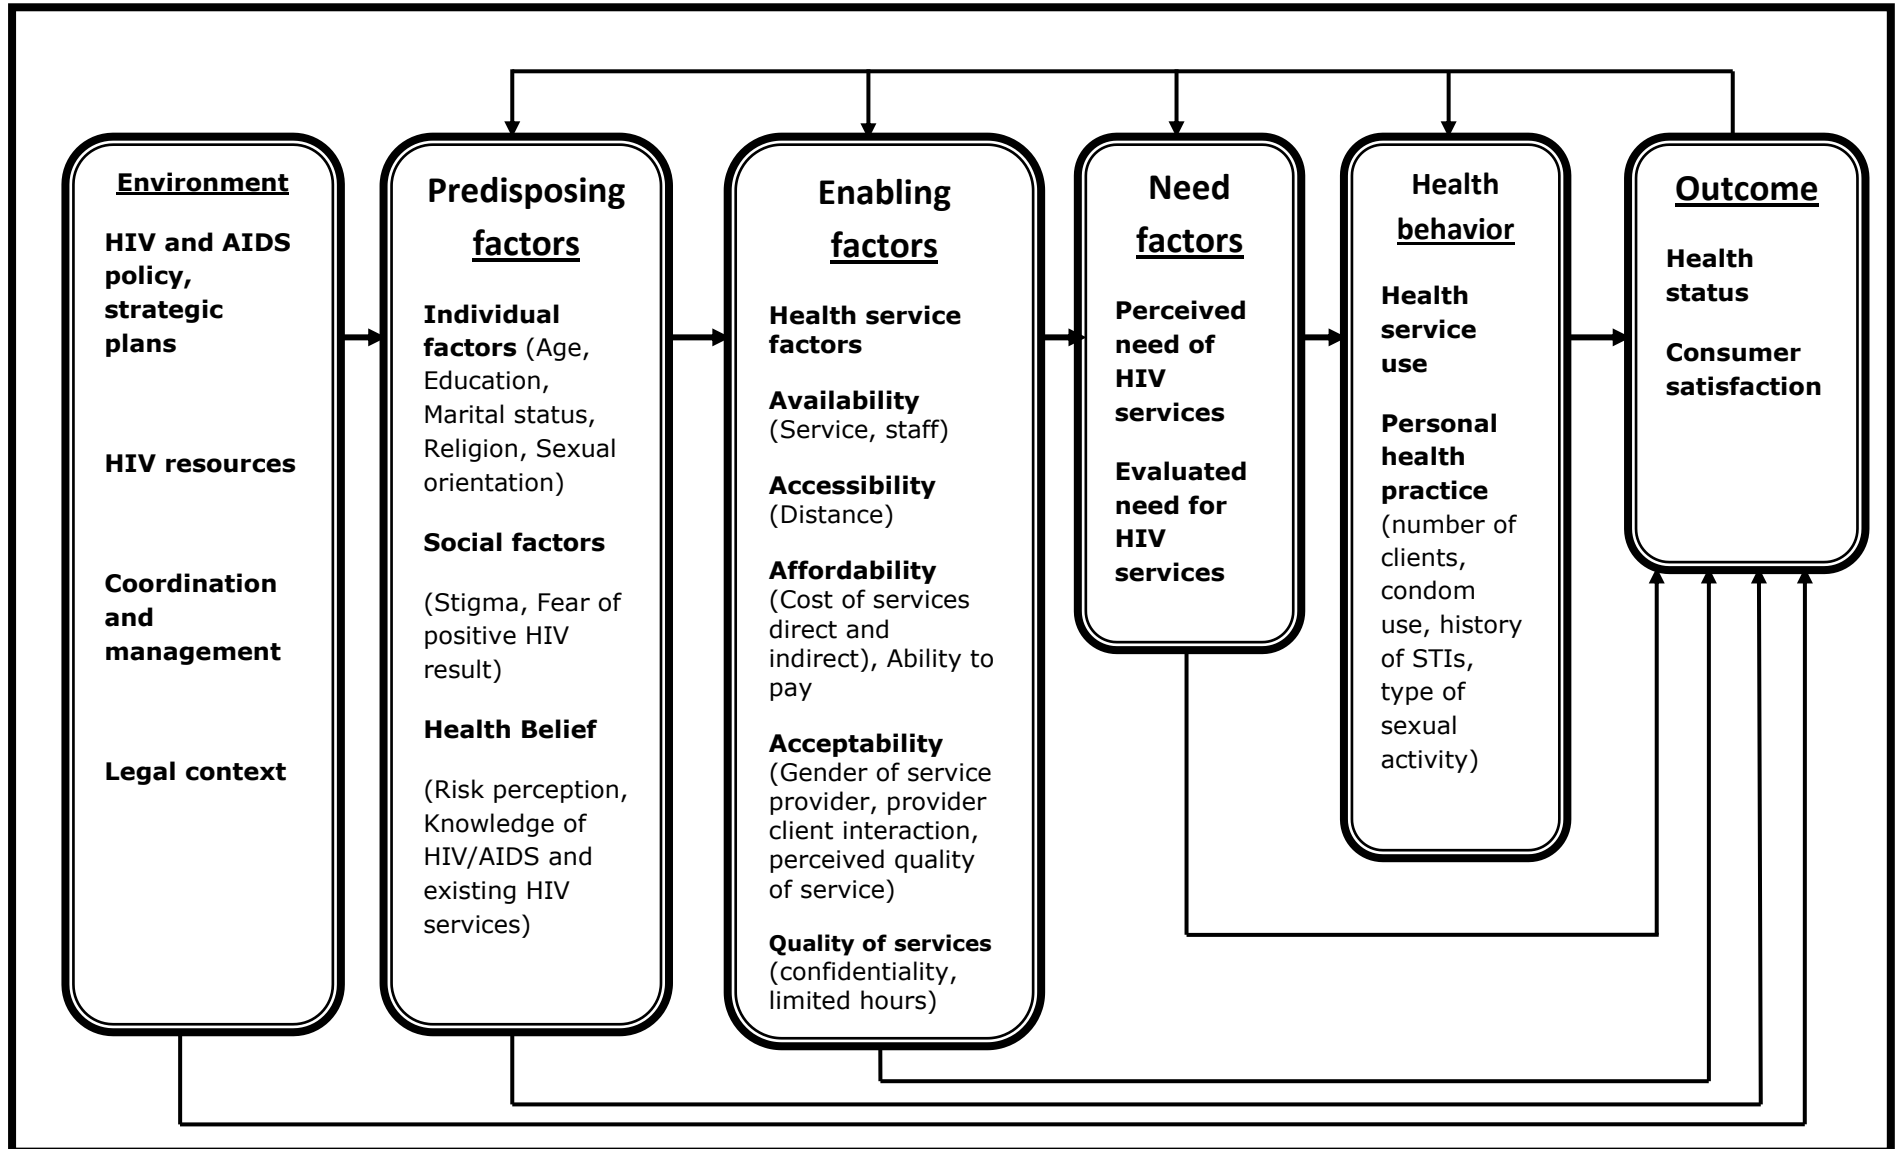 Environment
HIV and AIDS
policy,
strategic
plans
HIV resources
Coordination
and
management
Legal context
Predisposing
factors
Individual
factors (Age,
Education,
Marital status,
Religion, Sexual
orientation)
Social factors
(Stigma, Fear of
positive HIV
result)
Health Belief
(Risk perception,
Knowledge of
HIV/AIDS and
existing HIV
services)
Enabling
factors
Health service
factors
Availability
(Service, staff)
Accessibility
(Distance)
Affordability
(Cost of services
direct and
indirect), Ability to
pay
Acceptability
(Gender of service
provider, provider
client interaction,
perceived quality
of service)
Quality of services
(confidentiality,
limited hours)
Need
factors
Perceived
need of
HIV
services
Evaluated
need for
HIV
services
Health
behavior
Health
service
use
Personal
health
practice
(number of
clients,
condom
use, history
of STIs,
type of
sexual
activity)
Outcome
Health
status
Consumer
satisfaction